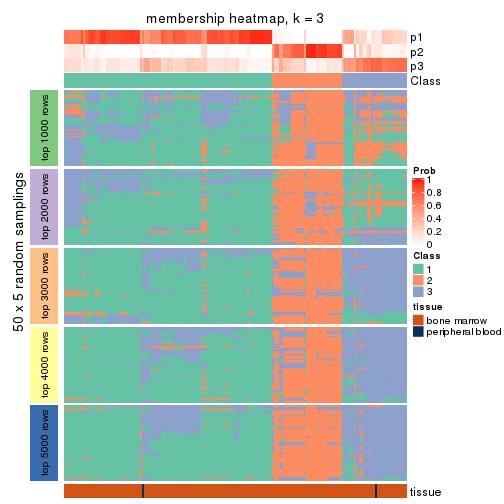 membership heatmap, k = 3
p1
p2
p3
Class
50 x 5 random samplings
top 1000 rows
top 2000 rows
top 3000 rows
top 4000 rows
top 5000 rows
Prob
1
0.8
0.6
0.4
0.2
0
Class
1
2
3
tissue
bone marrow
peripheral blood
tissue